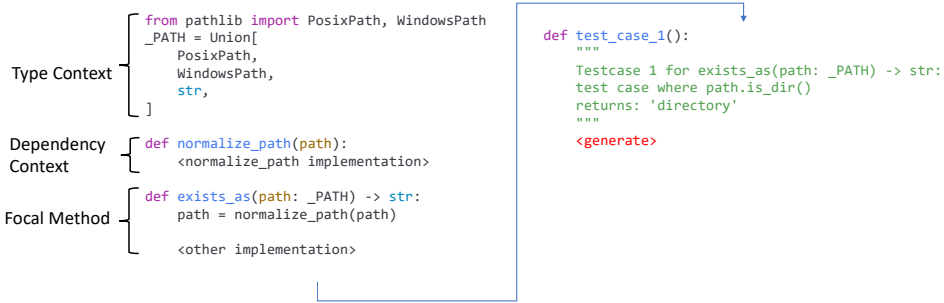 Type Context
from pathlib import PosixPath, WindowsPath
_PATH = Union[
    PosixPath,
    WindowsPath,
    str,
]
Dependency
Context
def normalize_path(path):
    <normalize_path implementation>
Focal Method
def exists_as(path: _PATH) -> str:
    path = normalize_path(path)
    <other implementation>
def test_case_1():
    """
    Testcase 1 for exists_as(path: _PATH) -> str:
    test case where path.is_dir()
    returns: 'directory'
    """
    <generate>